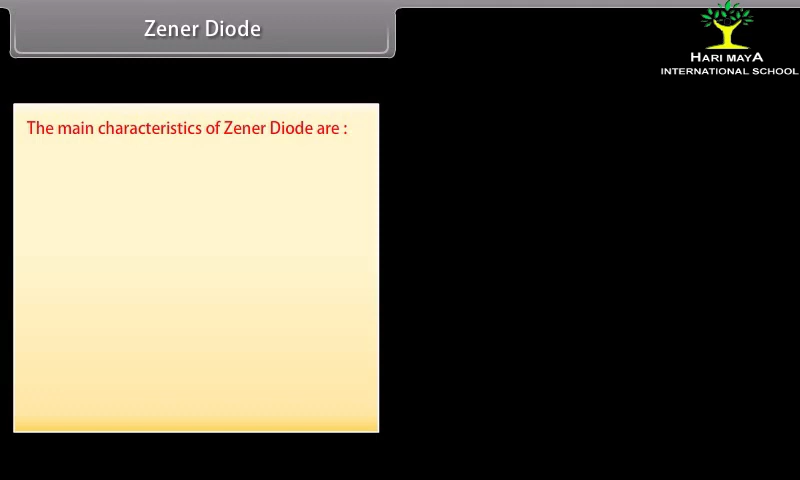 Zener Diode
HARI MAYA
INTERNATIONAL SCHOOL
The main characteristics of Zener Diode are :